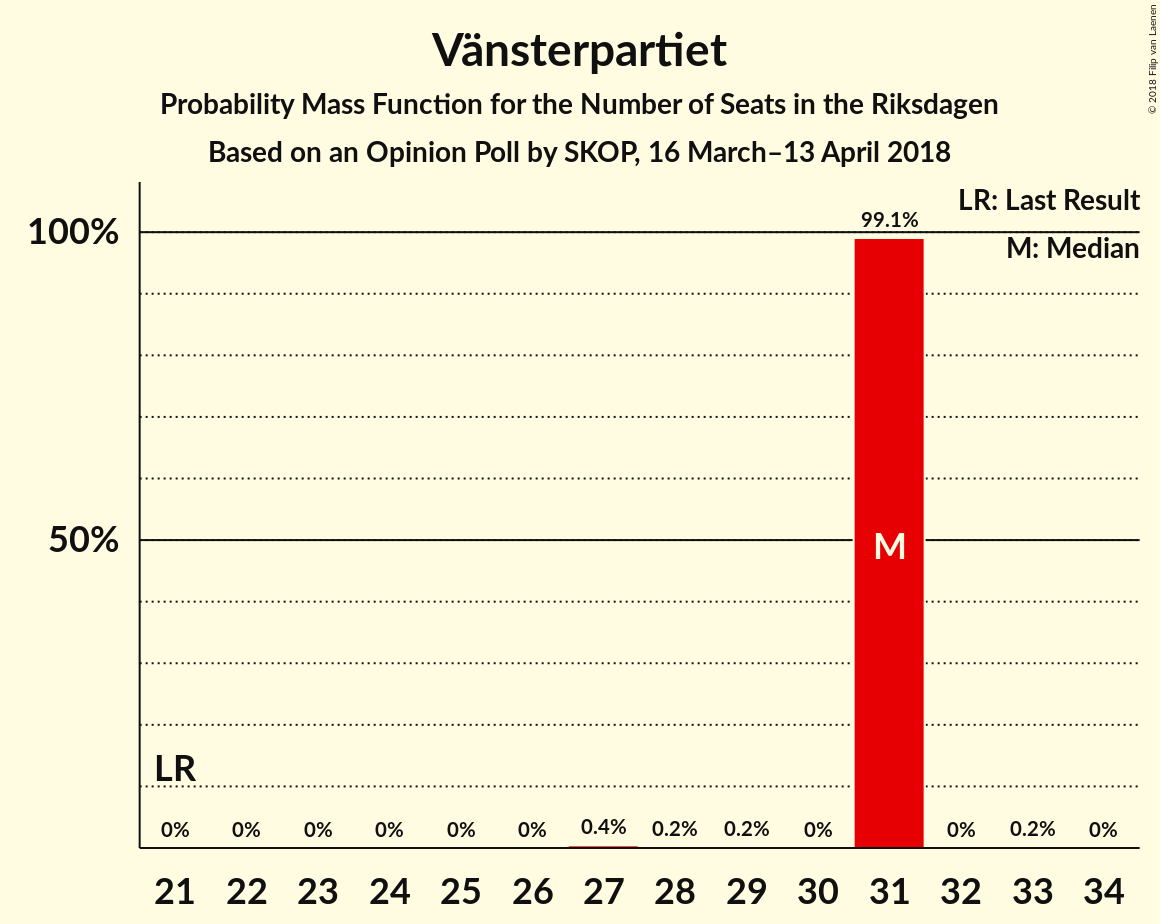 Vänsterpartiet
Probability Mass Function for the Number of Seats in the Riksdagen
Based on an Opinion Poll by SKOP, 16 March–13 April 2018
© 2018 Filip van Laenen
LR: Last Result
M: Median
100%
50%
99.1%
M
LR
0% 0% 0% 0% 0% 0% 0.4% 0.2% 0.2% 0% 0% 0.2% 0%
21 22 23 24 25 26 27 28 29 30 31 32 33 34